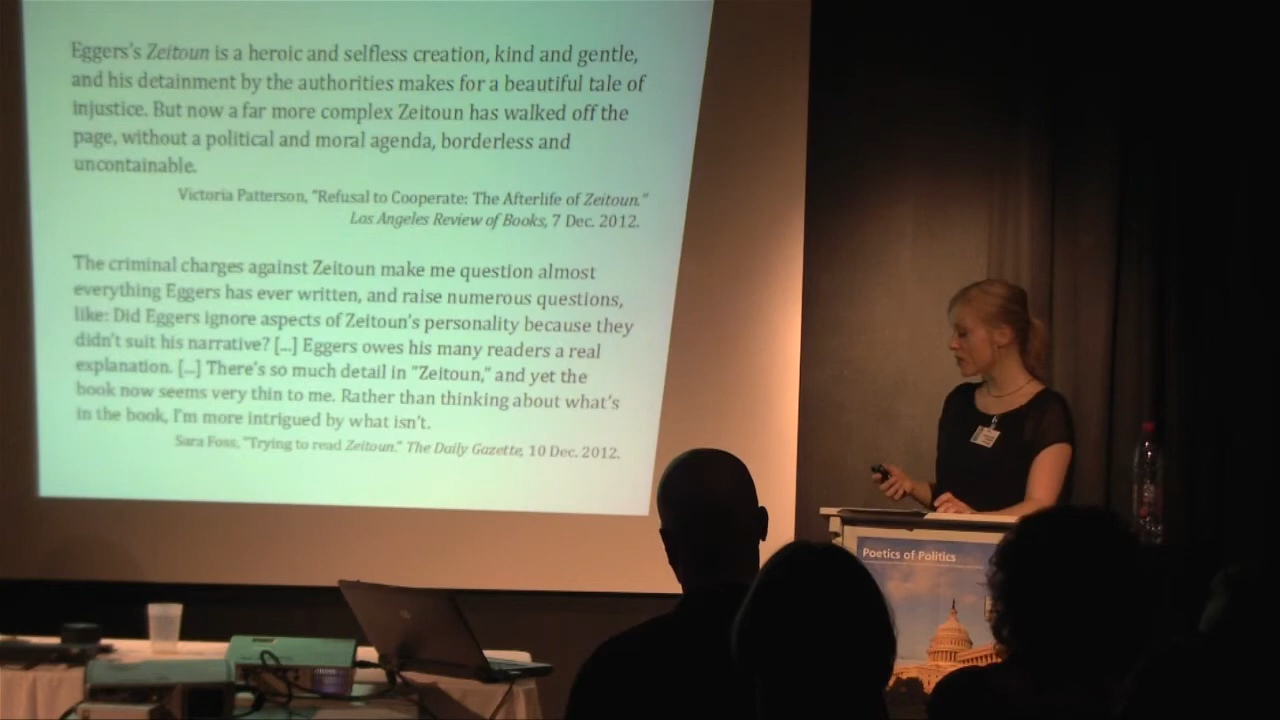 Eggers's Zeitoun is a heroic and selfless creation, kind and gentle,
and his detainment by the authorities makes for a beautiful tale of
injustice. But now a far more complex Zeitoun has walked off the
page, without a political and moral agenda, borderless and
uncontainable.
Victoria Patterson, "Refusal to Cooperate: The Afterlife of Zeitoun."
Los Angeles Review of Books, 7 Dec. 2012.
The criminal charges against Zeitoun make me question almost
everything Eggers has ever written, and raise numerous questions,
like: Did Eggers ignore aspects of Zeitoun's personality because they
didn't suit his narrative? [...] Eggers owes his many readers a real
explanation. [...] There's so much detail in "Zeitoun," and yet the
book now seems very thin to me. Rather than thinking about what's
in the book, I'm more intrigued by what isn't.
Sara Foss, "Trying to read Zeitoun." The Daily Gazette, 10 Dec. 2012.
Poetics of Politics